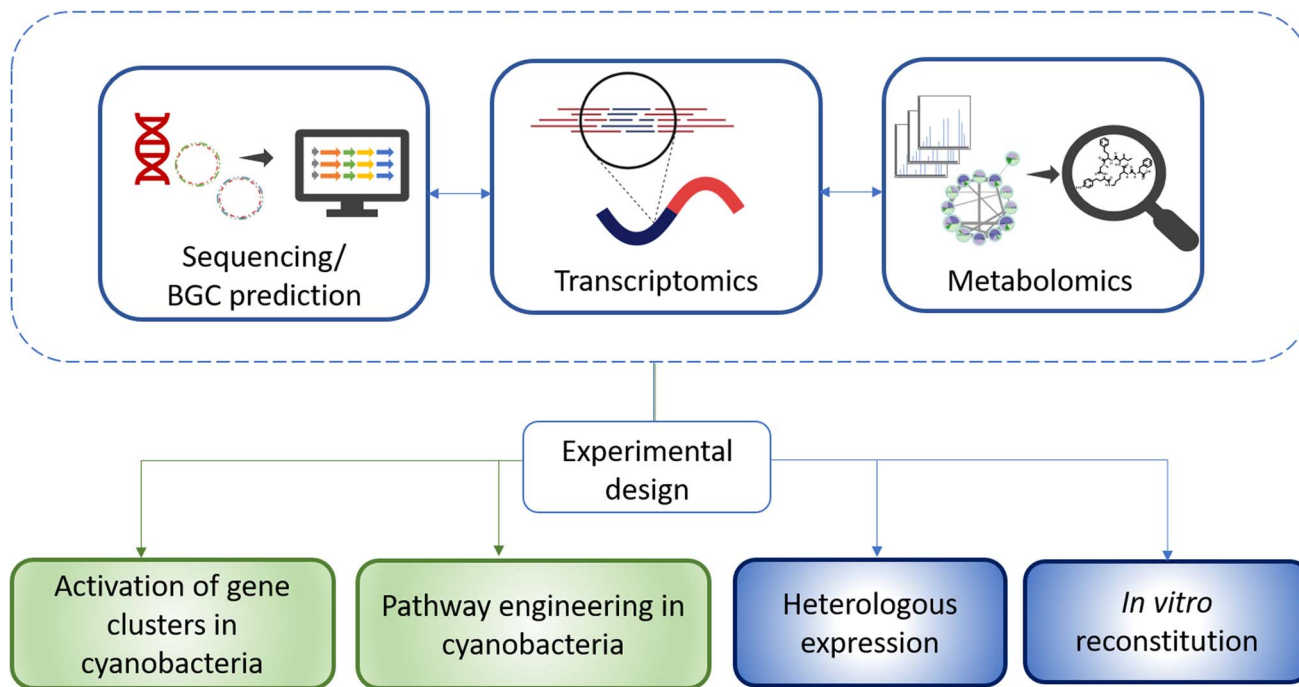 Sequencing/
BGC prediction
Transcriptomics
Metabolomics
Experimental
design
Activation of gene
clusters in
cyanobacteria
Pathway engineering in
cyanobacteria
Heterologous
expression
In vitro
reconstitution